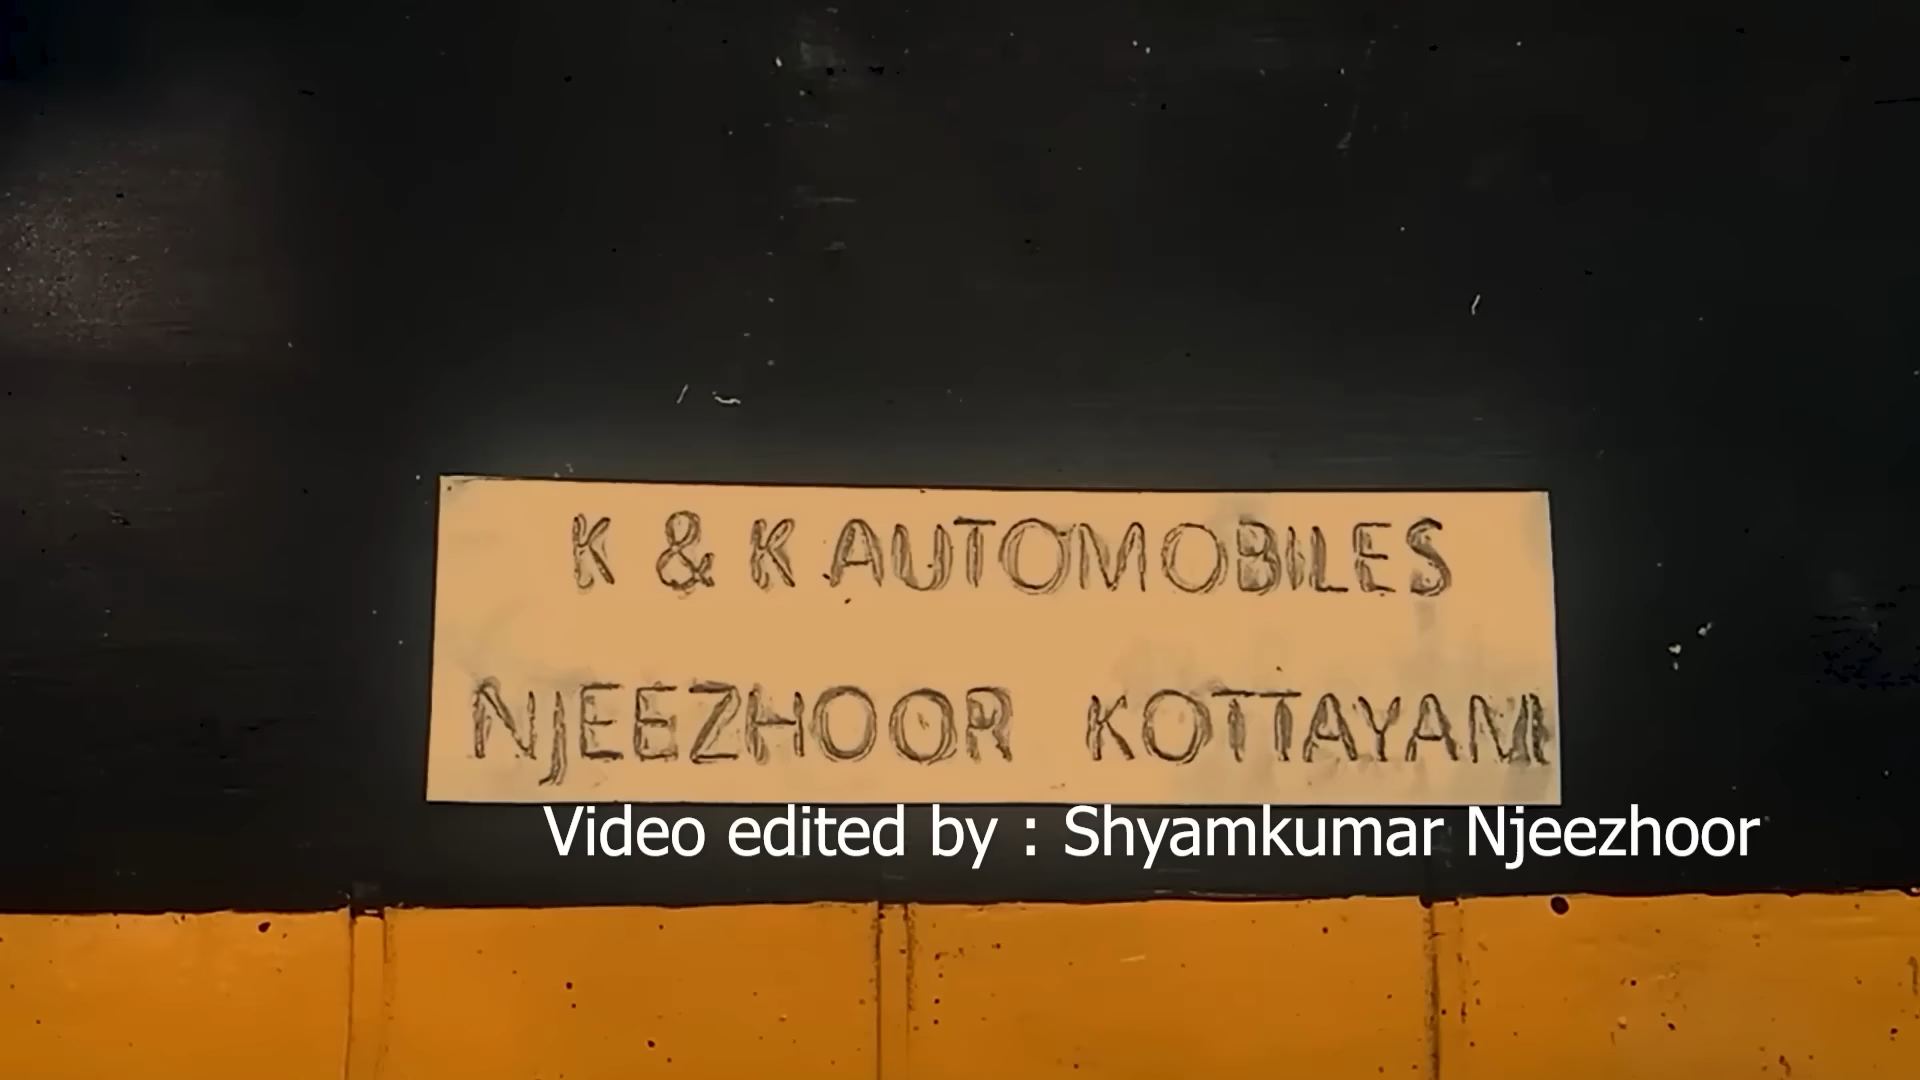 K & K AUTOMOBILES
NJEEZHOOR KOTTAYAM
Video edited by : Shyamkumar Njeezhoor